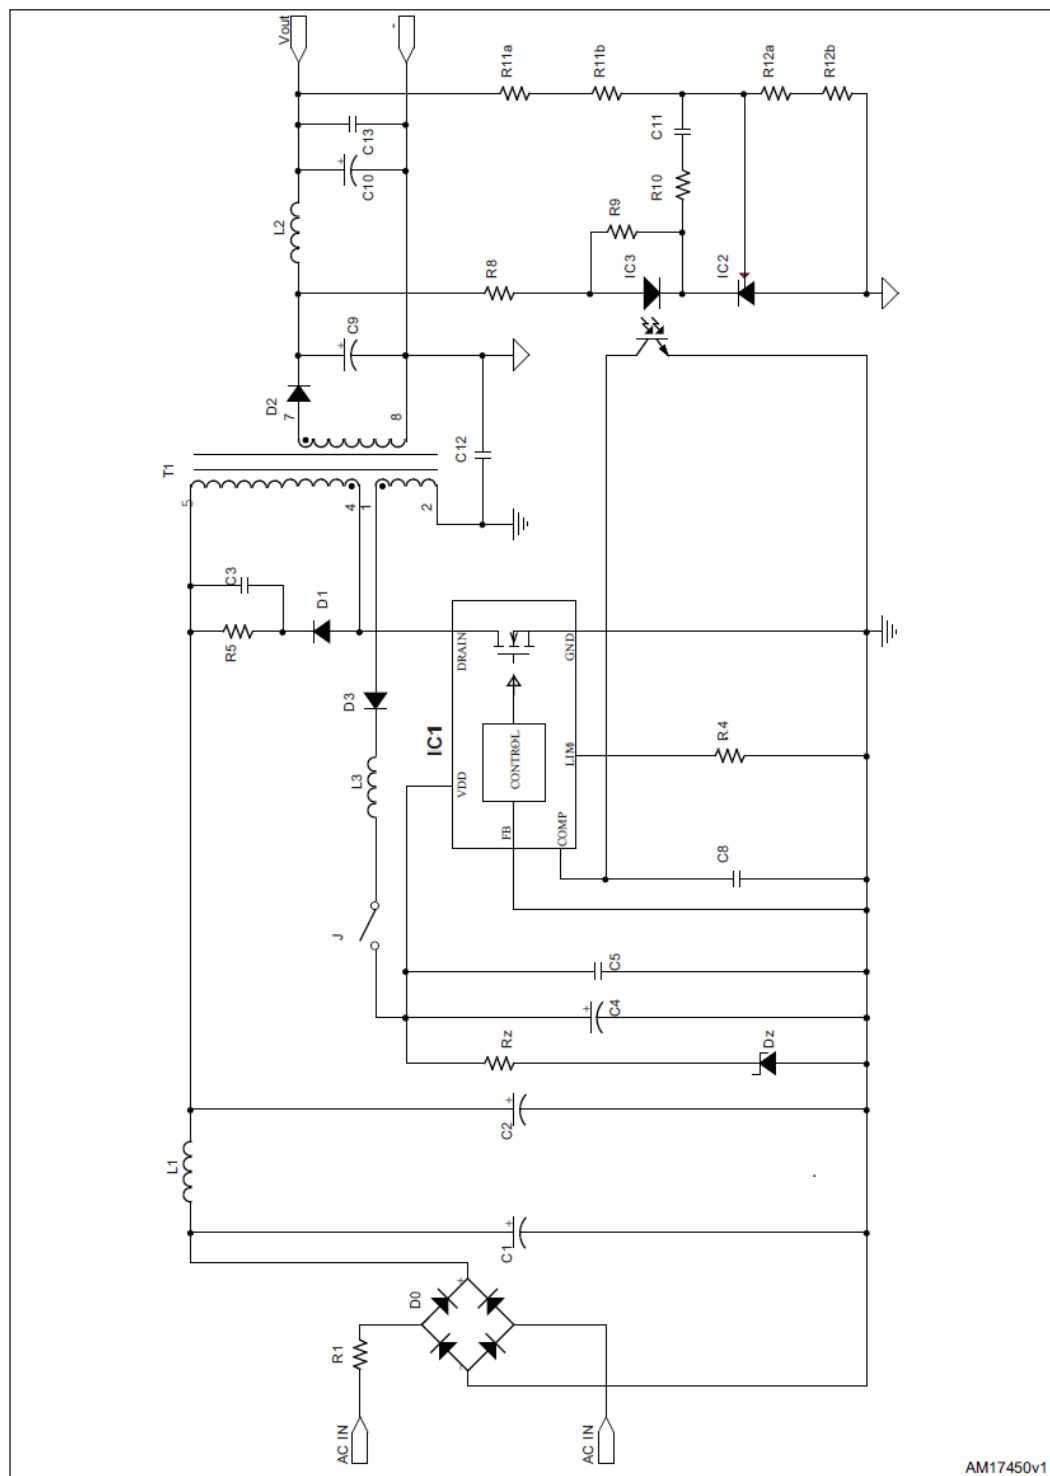 Vout
-
R11a
R11b
R12a
R12b
C13
C11
+
C10
R10
L2
R9
R8
IC3
IC2
+
C9
D2
7
8
C12
T1
5
4
1
2
C3
D1
R5
DRAIN
GND
D3
IC1
CONTROL
LIM
R4
L3
VDD
FB
COMP
C8
J
C5
+
C4
Rz
Dz
+
C2
L1
+
C1
D0
+
-
R1
AC IN
AC IN
AM17450v1